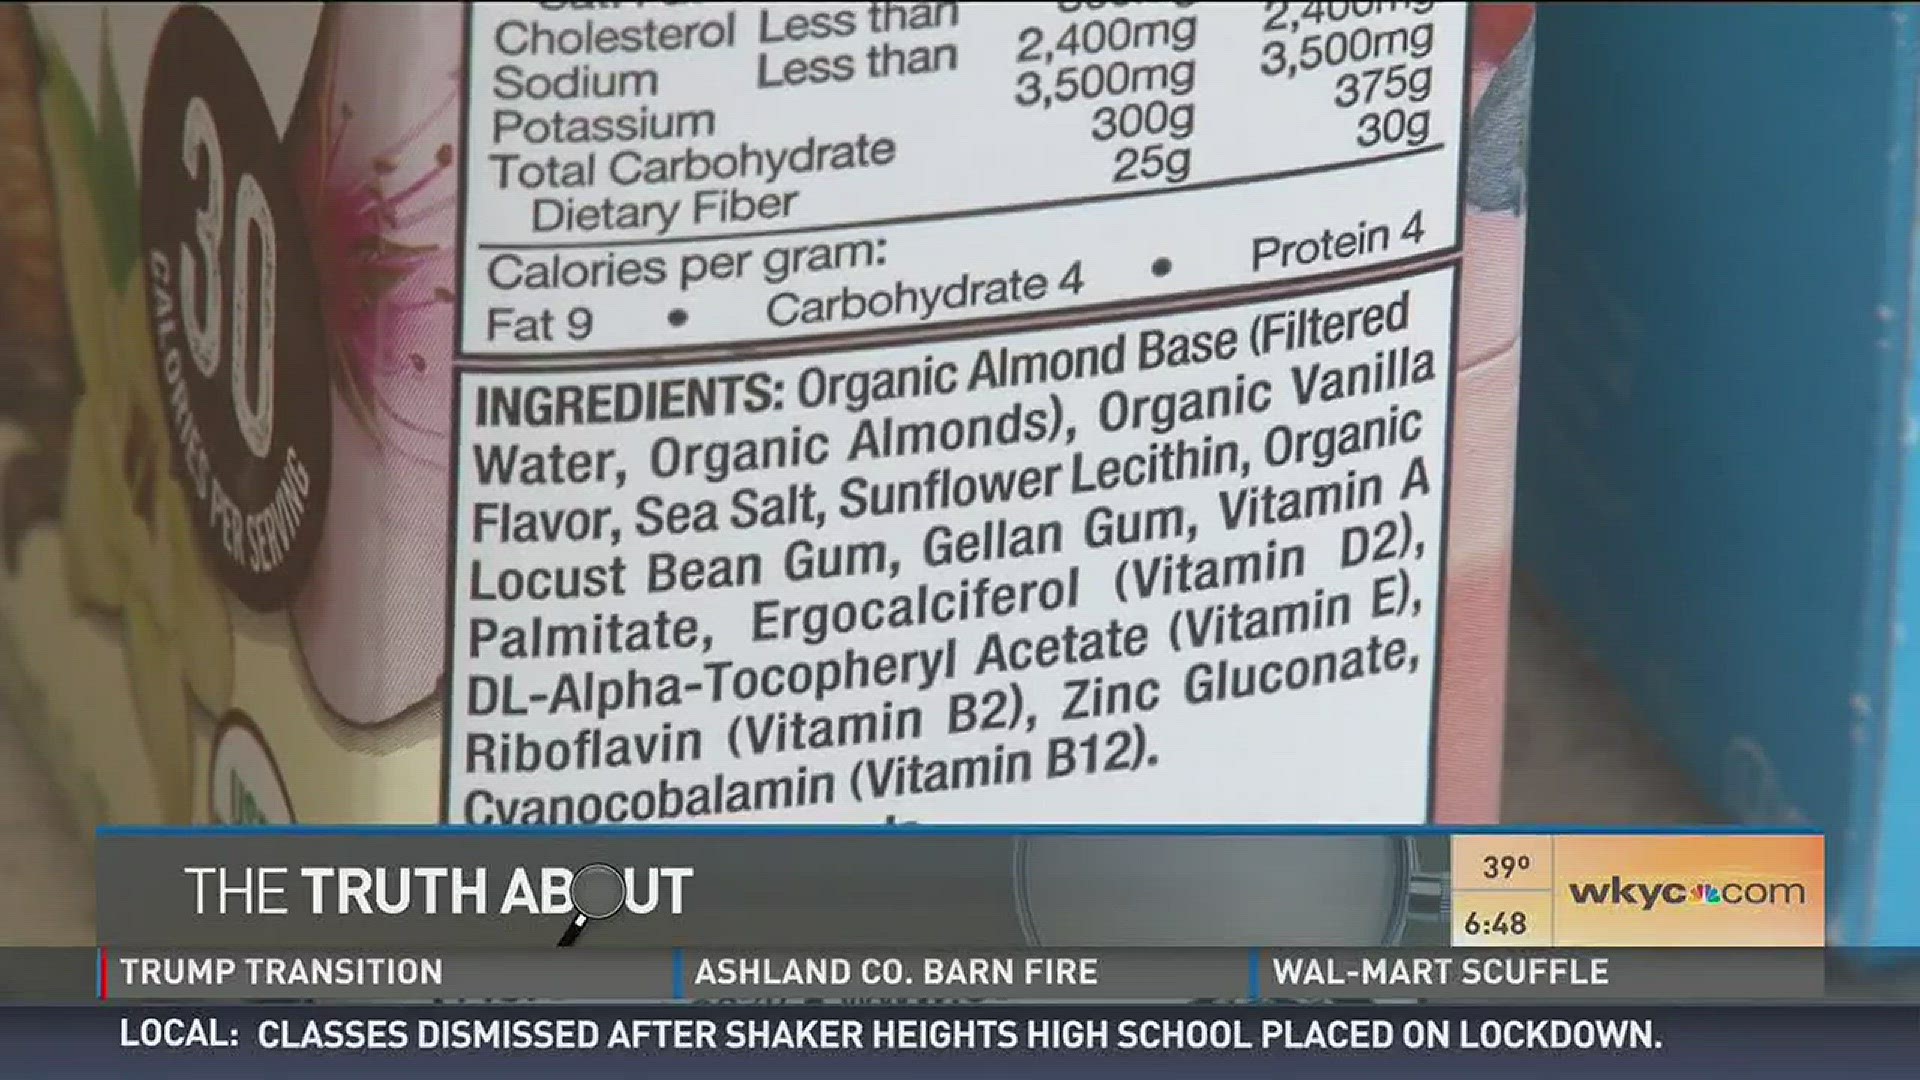 Cholesterol Less than
Sodium Less than 2,400mg 2,400mg
Potassium 3,500mg 3,500mg
Total Carbohydrate 300g 375g
Dietary Fiber 25g 30g
Calories per gram:
Fat 9 • Carbohydrate 4 • Protein 4
INGREDIENTS: Organic Almond Base (Filtered
Water, Organic Almonds), Organic Vanilla
Flavor, Sea Salt, Sunflower Lecithin, Organic
Locust Bean Gum, Gellan Gum, Vitamin A
Palmitate, Ergocalciferol (Vitamin D2),
DL-Alpha-Tocopheryl Acetate (Vitamin E),
Riboflavin (Vitamin B2), Zinc Gluconate,
Cyanocobalamin (Vitamin B12).
30
CALORIES PER SERVING
THE TRUTH ABOUT
39°
6:48
wkyc.com
TRUMP TRANSITION
ASHLAND CO. BARN FIRE
WAL-MART SCUFFLE
LOCAL: CLASSES DISMISSED AFTER SHAKER HEIGHTS HIGH SCHOOL PLACED ON LOCKDOWN.